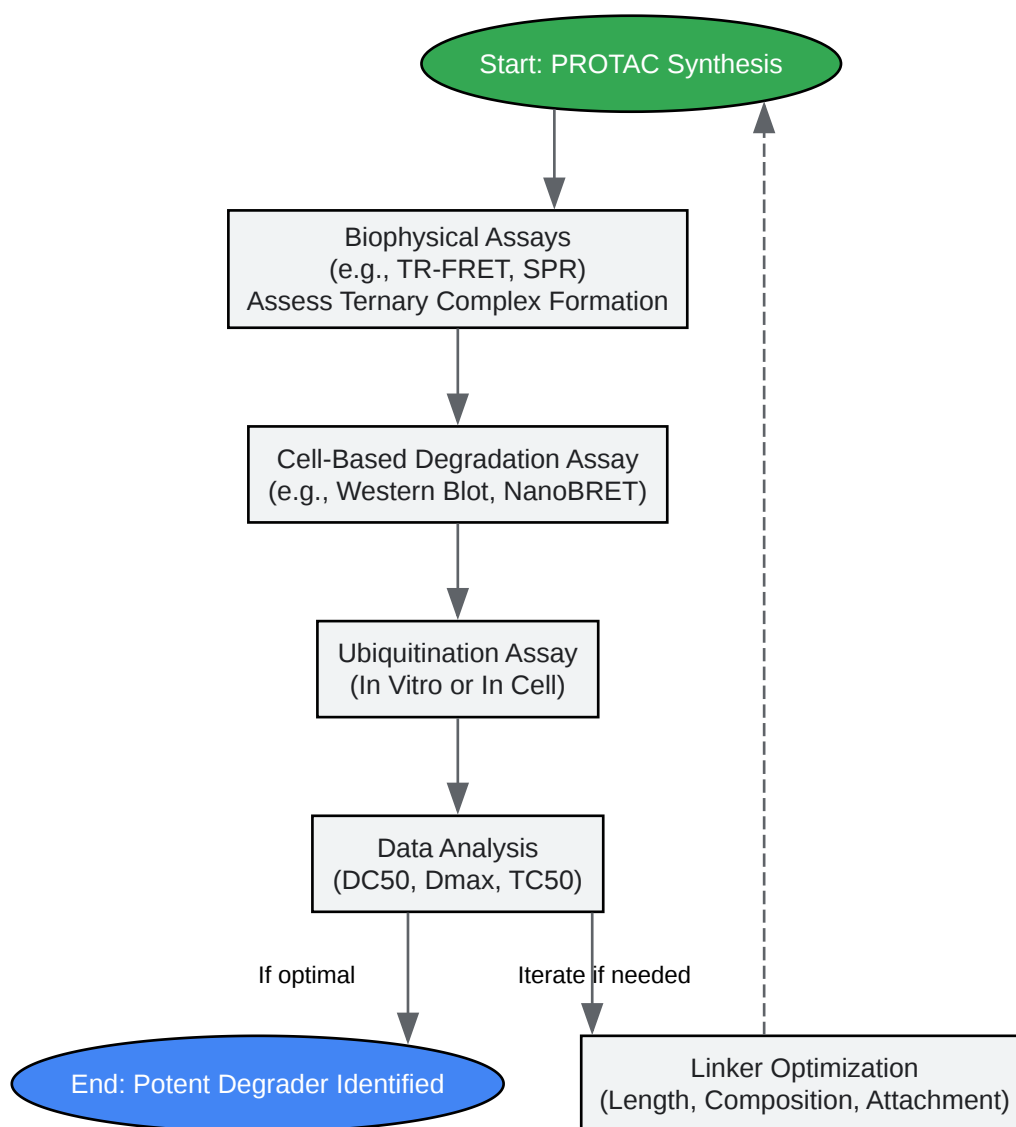 Start: PROTAC Synthesis
Biophysical Assays
(e.g., TR-FRET, SPR)
Assess Ternary Complex Formation
Cell-Based Degradation Assay
(e.g., Western Blot, NanoBRET)
Ubiquitination Assay
(In Vitro or In Cell)
Data Analysis
(DC50, Dmax, TC50)
If optimal
Iterate if needed
End: Potent Degrader Identified
Linker Optimization
(Length, Composition, Attachment)